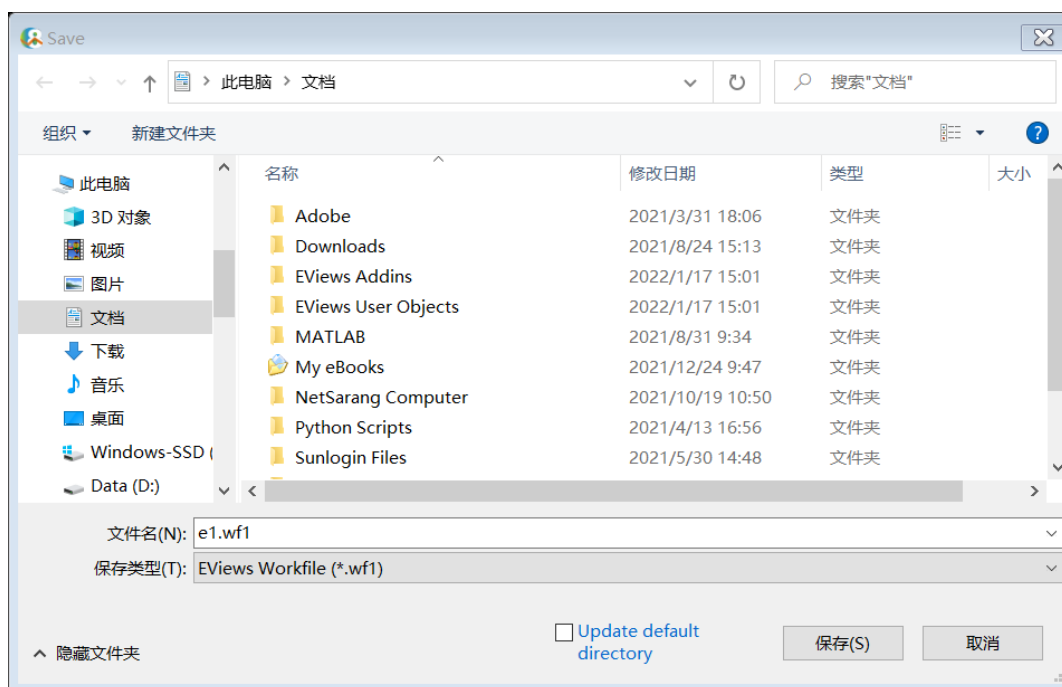 Save
此电脑 > 文档
搜索"文档"
组织
新建文件夹
?
名称
修改日期
类型
大小
此电脑
3D 对象
视频
图片
文档
下载
音乐
桌面
Windows-SSD (
Data (D:)
Adobe 2021/3/31 18:06 文件夹
Downloads 2021/8/24 15:13 文件夹
EViews Addins 2022/1/17 15:01 文件夹
EViews User Objects 2022/1/17 15:01 文件夹
MATLAB 2021/8/31 9:34 文件夹
My eBooks 2021/12/24 9:47 文件夹
NetSarang Computer 2021/10/19 10:50 文件夹
Python Scripts 2021/4/13 16:56 文件夹
Sunlogin Files 2021/5/30 14:48 文件夹
文件名(N): e1.wf1
保存类型(T): EViews Workfile (*.wf1)
Update default
directory
保存(S)
取消
隐藏文件夹